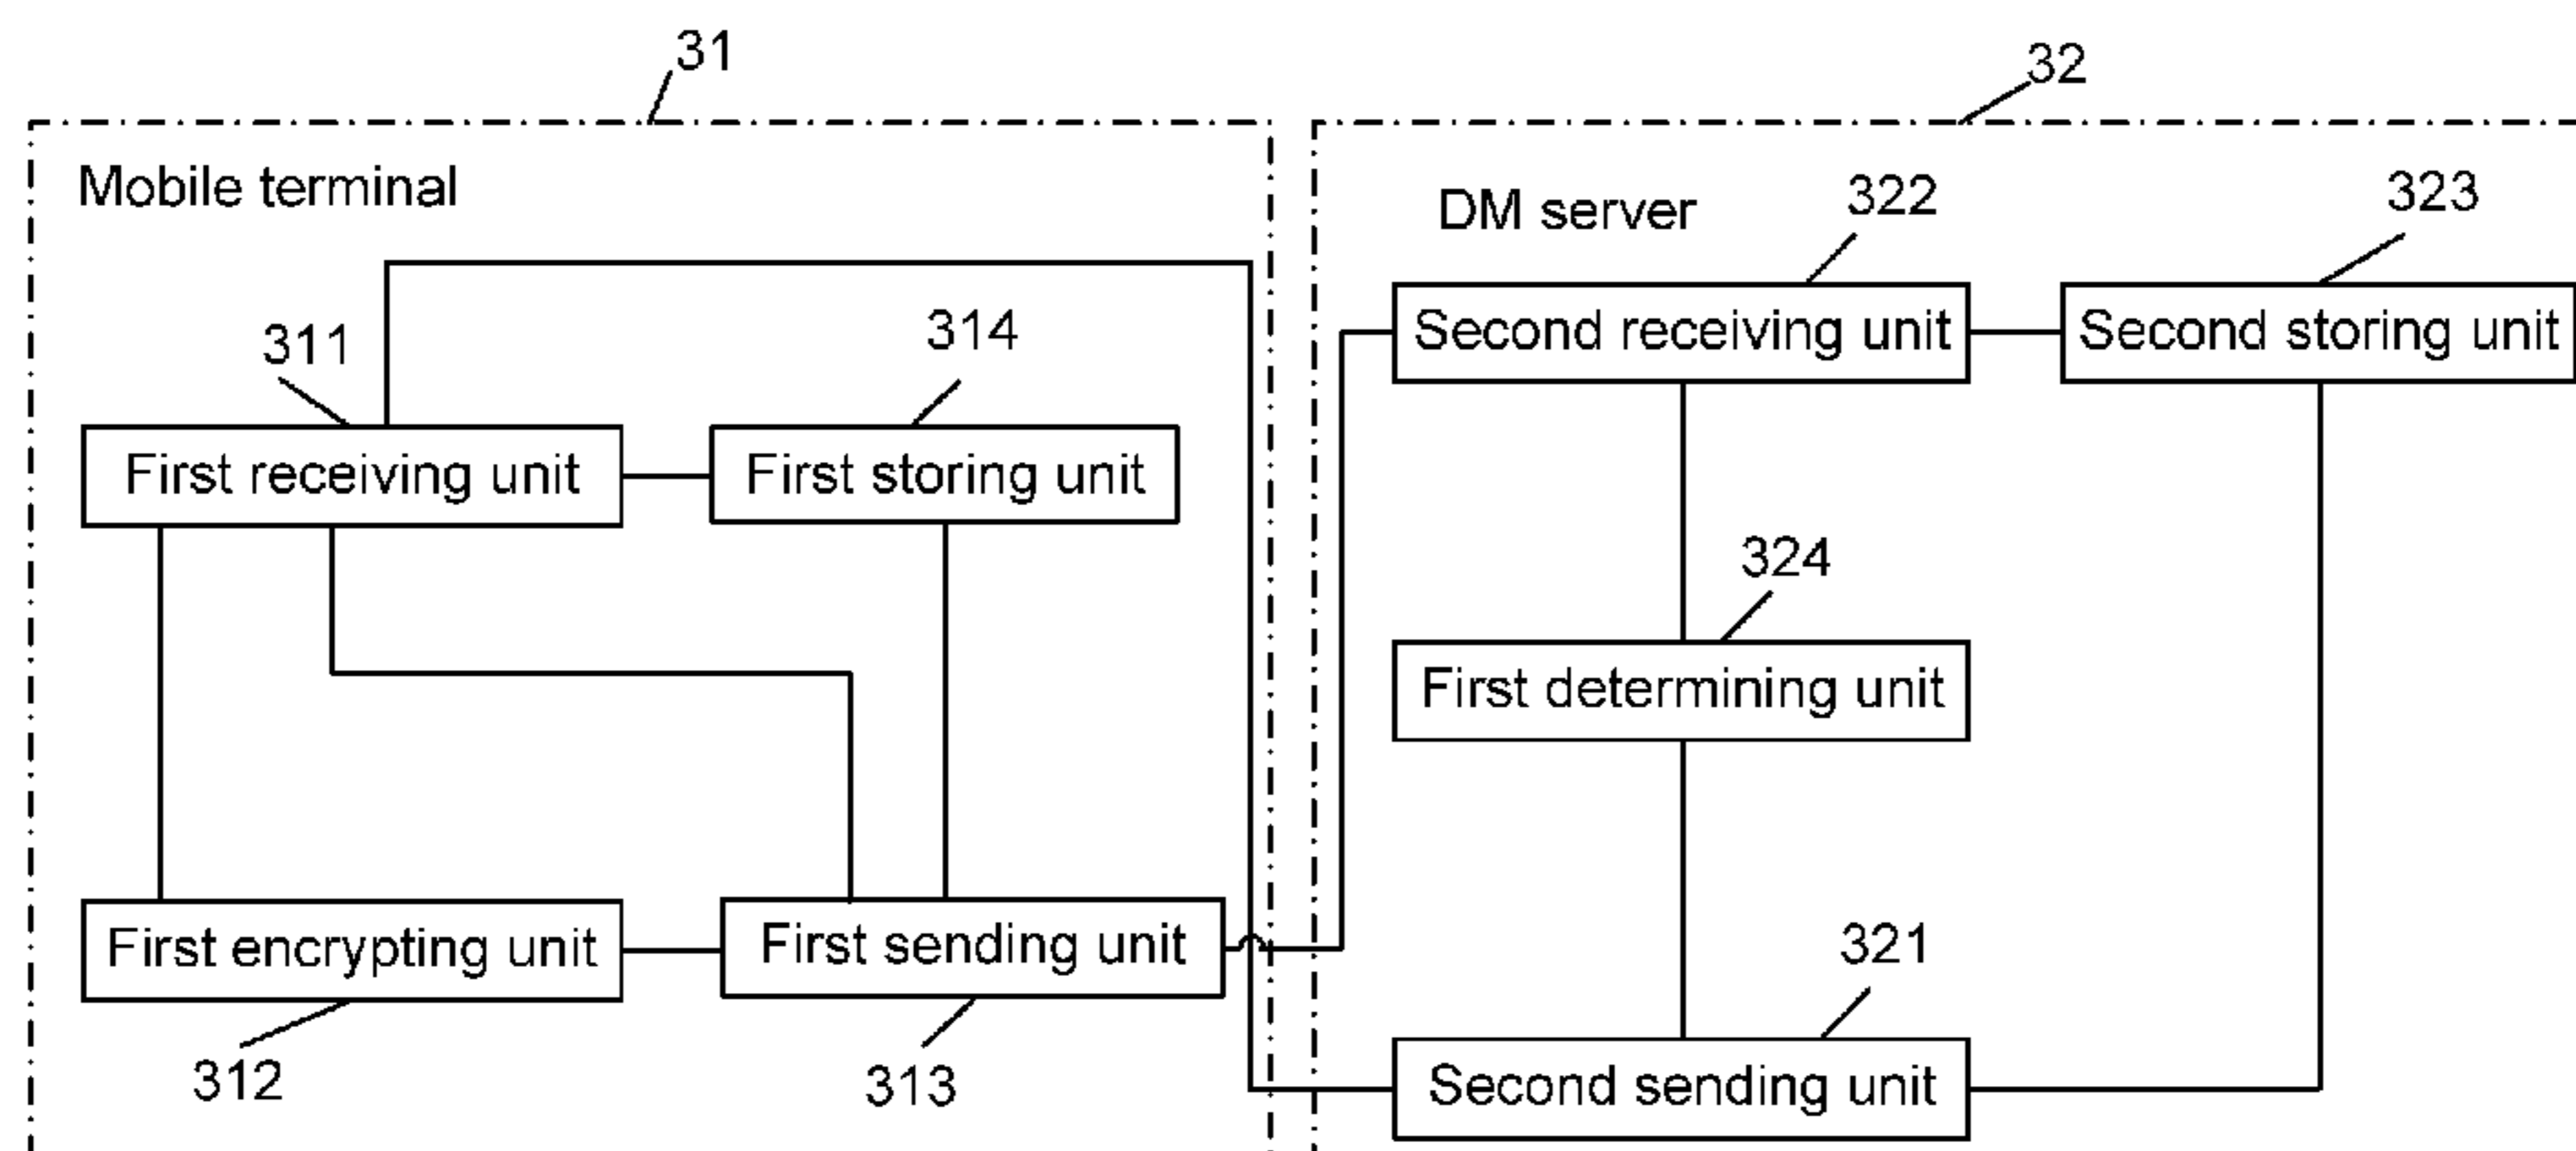 31
32
Mobile terminal
DM server
322
323
311
314
Second receiving unit
Second storing unit
First receiving unit
First storing unit
324
First determining unit
First encrypting unit
First sending unit
321
312
313
Second sending unit